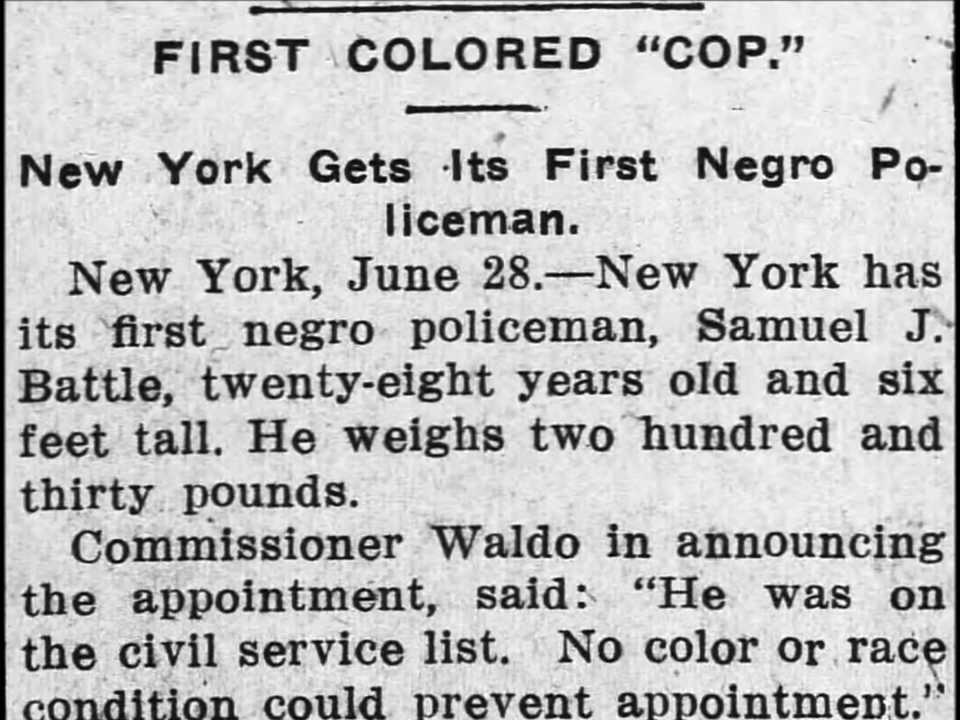 FIRST COLORED "COP."
New York Gets Its First Negro Po-
liceman.
New York, June 28.—New York has
its first negro policeman, Samuel J.
Battle, twenty-eight years old and six
feet tall. He weighs two hundred and
thirty pounds.
Commissioner Waldo in announcing
the appointment, said: "He was on
the civil service list. No color or race
condition could prevent appointment."